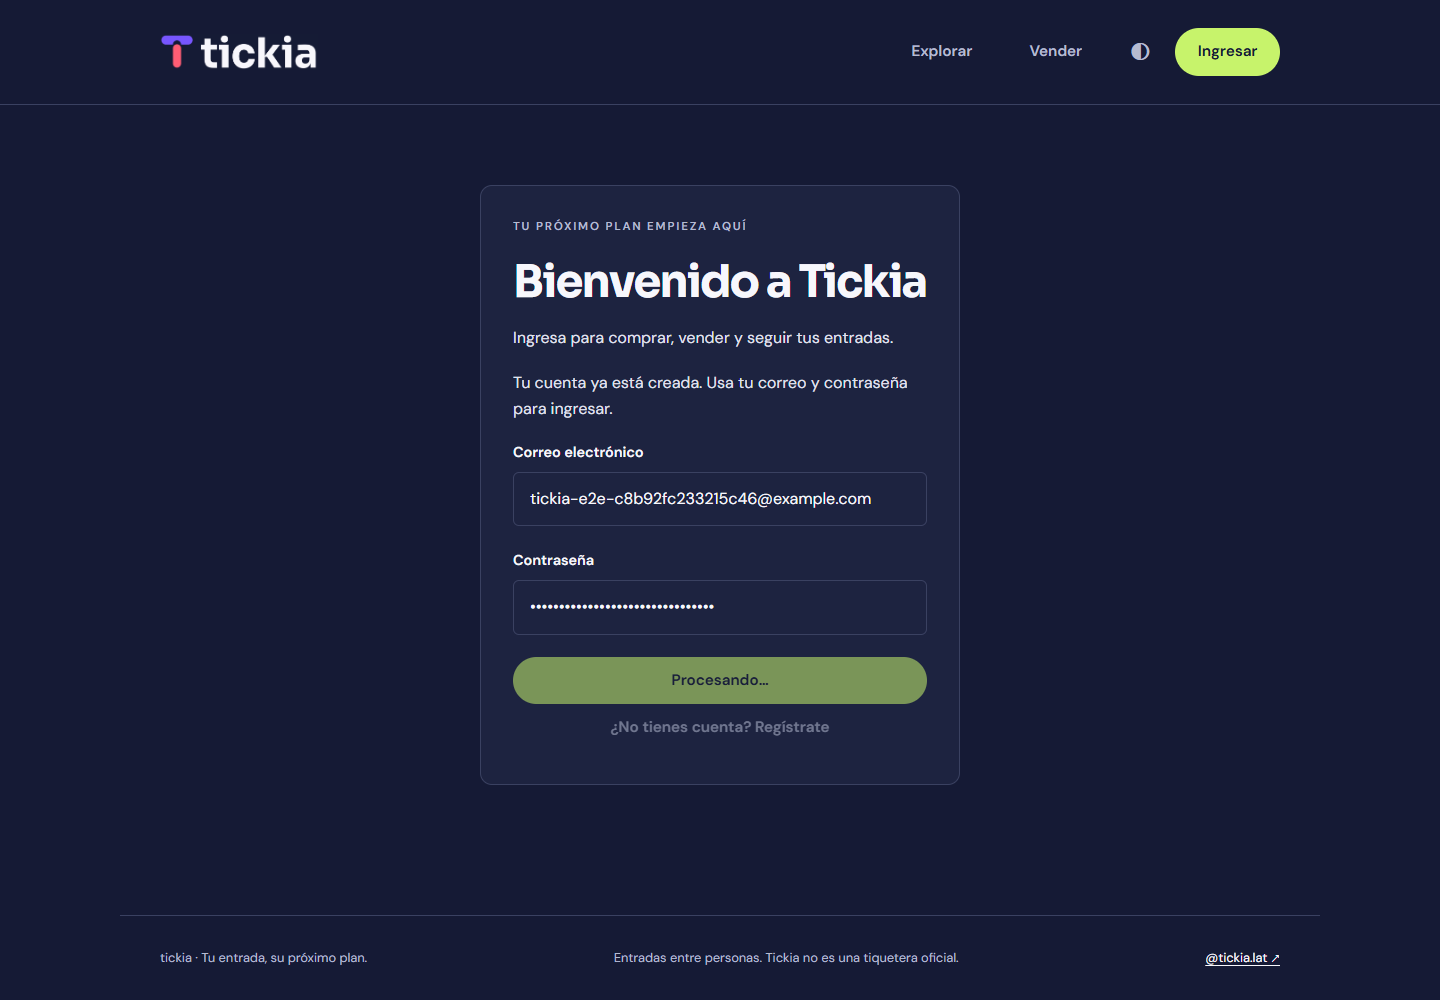 tickia
Explorar
Vender
Ingresar
TU PRÓXIMO PLAN EMPIEZA AQUÍ
Bienvenido a Tickia
Ingresa para comprar, vender y seguir tus entradas.
Tu cuenta ya está creada. Usa tu correo y contraseña
para ingresar.
Correo electrónico
tickia-e2e-c8b92fc233215c46@example.com
Contraseña
••••••••••••••••••••••••••••••••
Procesando...
¿No tienes cuenta? Regístrate
tickia · Tu entrada, su próximo plan.
Entradas entre personas. Tickia no es una tiquetera oficial.
@tickia.lat ↗